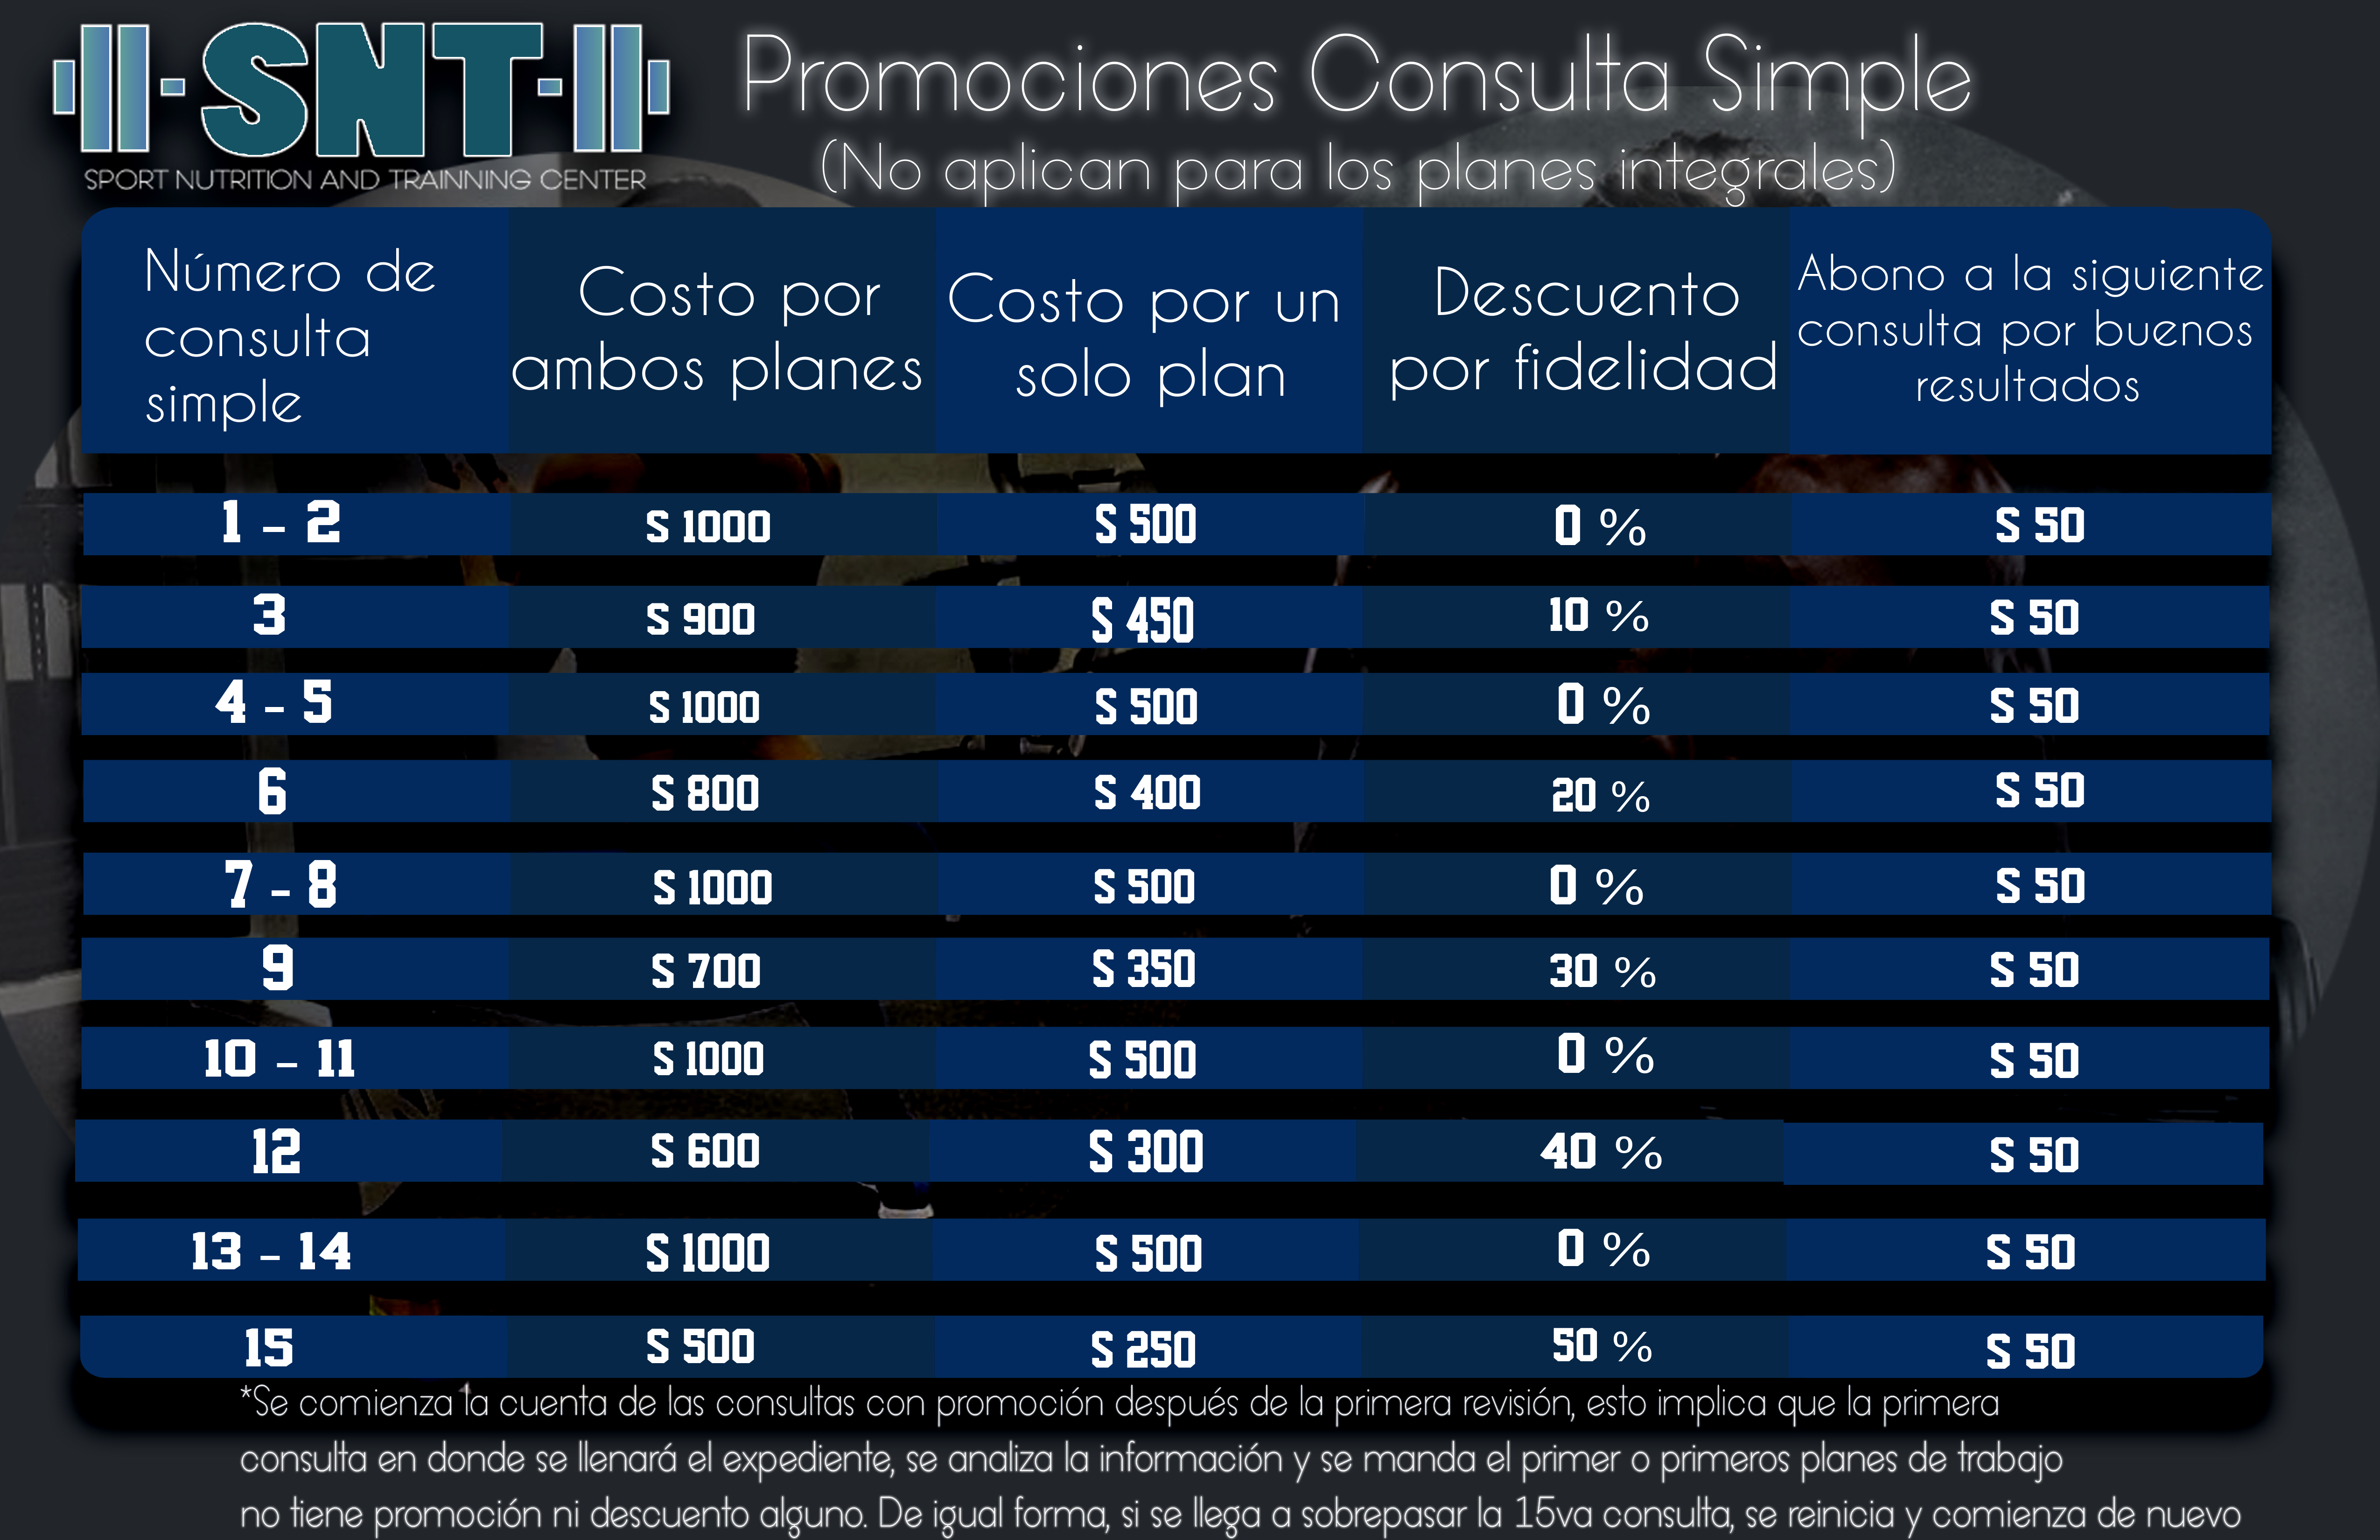 SNT
SPORT NUTRITION AND TRAINNING CENTER
Promociones Consulta Simple
(No aplican para los planes integrales)
Número de
consulta
simple
Costo por
ambos planes
Costo por un
solo plan
Descuento
por fidelidad
Abono a la siguiente
consulta por buenos
resultados
1 - 2 $ 1000 $ 500 0 % $ 50
3 $ 900 $ 450 10 % $ 50
4 - 5 $ 1000 $ 500 0 % $ 50
6 $ 800 $ 400 20 % $ 50
7 - 8 $ 1000 $ 500 0 % $ 50
9 $ 700 $ 350 30 % $ 50
10 - 11 $ 1000 $ 500 0 % $ 50
12 $ 600 $ 300 40 % $ 50
13 - 14 $ 1000 $ 500 0 % $ 50
15 $ 500 $ 250 50 % $ 50
*Se comienza la cuenta de las consultas con promoción después de la primera revisión, esto implica que la primera
consulta en donde se llenará el expediente, se analiza la información y se manda el primer o primeros planes de trabajo
no tiene promoción ni descuento alguno. De igual forma, si se llega a sobrepasar la 15va consulta, se reinicia y comienza de nuevo